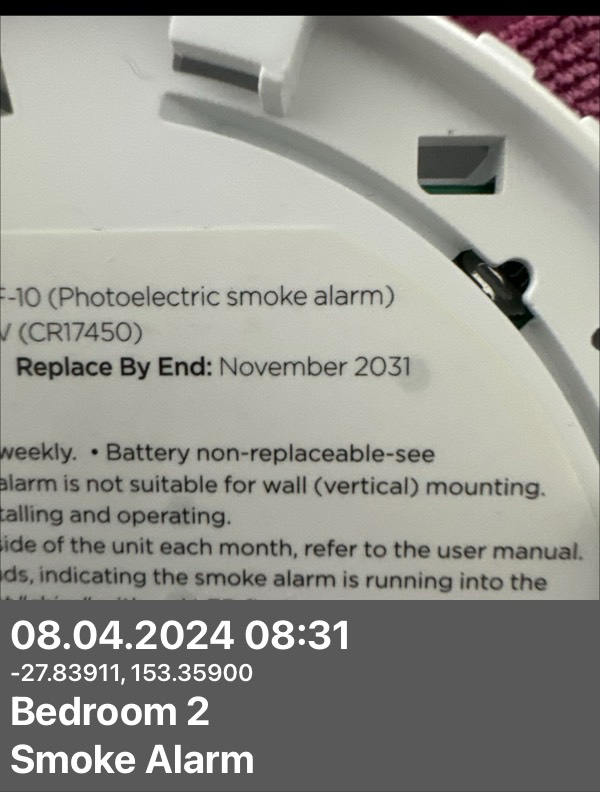 F-10 (Photoelectric smoke alarm)
V (CR17450)
Replace By End: November 2031
weekly. • Battery non-replaceable-see
alarm is not suitable for wall (vertical) mounting.
talling and operating.
side of the unit each month, refer to the user manual.
ds, indicating the smoke alarm is running into the
08.04.2024 08:31
-27.83911, 153.35900
Bedroom 2
Smoke Alarm